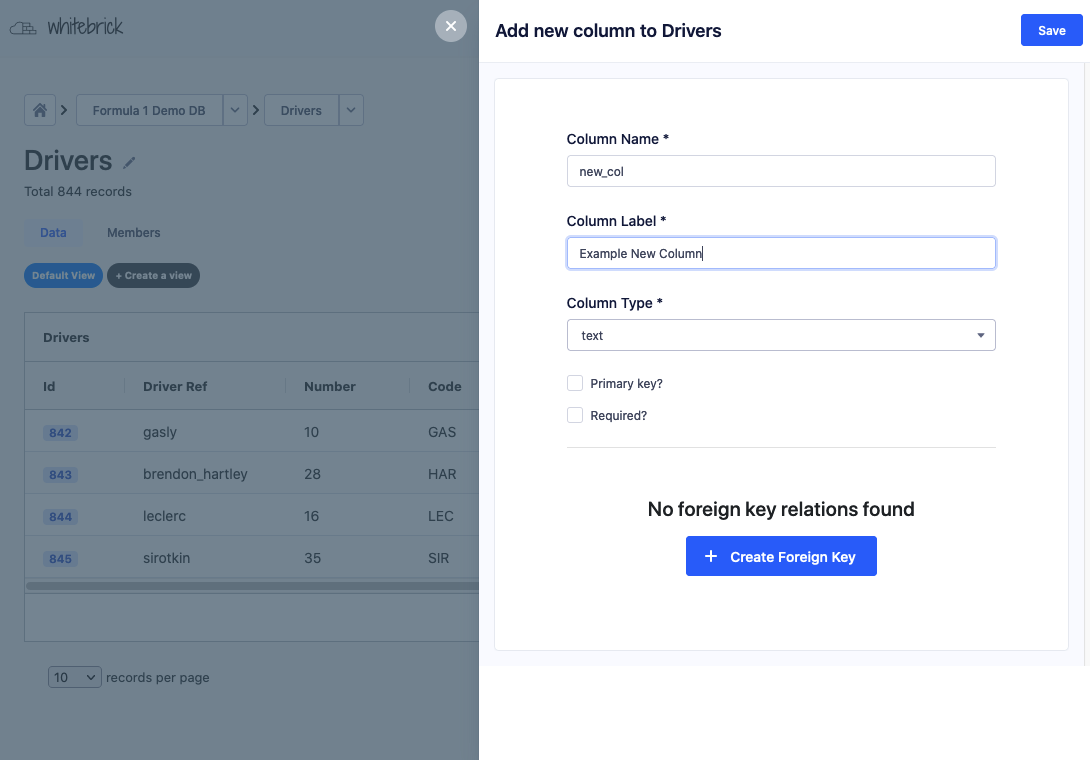 whitebrick
Formula 1 Demo DB
Drivers
Drivers
Total 844 records
Data Members
Default View + Create a view
Drivers
Id Driver Ref Number Code
842 gasly 10 GAS
843 brendon_hartley 28 HAR
844 leclerc 16 LEC
845 sirotkin 35 SIR
10 records per page
Add new column to Drivers
Save
Column Name *
new_col
Column Label *
Example New Column
Column Type *
text
Primary key?
Required?
No foreign key relations found
+ Create Foreign Key